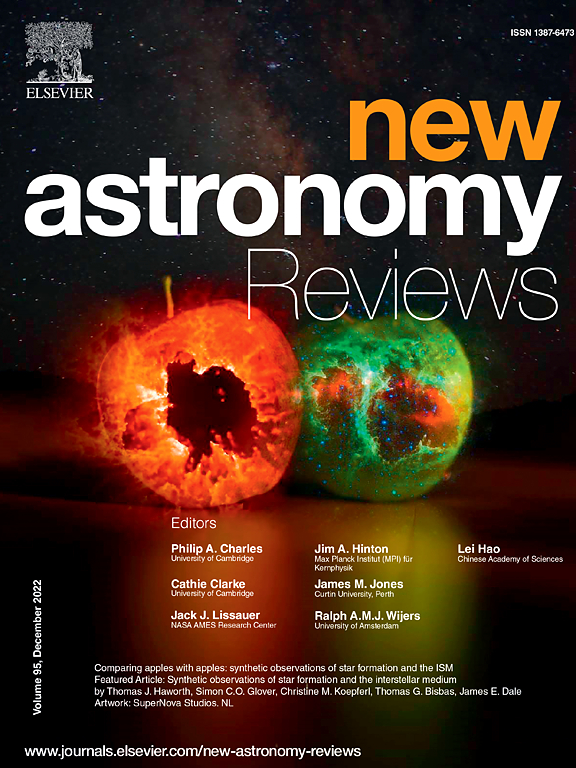 ISSN 1387-6473
ELSEVIER
new
astronomy
Reviews
Editors
Philip A. Charles
University of Cambridge
Cathie Clarke
University of Cambridge
Jack J. Lissauer
NASA AMES Research Center
Jim A. Hinton
Max Planck Institut (MPI) für
Kernphysik
James M. Jones
Curtin University, Perth
Ralph A.M.J. Wijers
University of Amsterdam
Lei Hao
Chinese Academy of Sciences
Volume 95, December 2022
Comparing apples with apples: synthetic observations of star formation and the ISM
Featured Article: Synthetic observations of star formation and the interstellar medium
by Thomas J. Haworth, Simon C.O. Glover, Christine M. Koepferl, Thomas G. Bisbas, James E. Dale
Artwork: SuperNova Studios. NL
www.journals.elsevier.com/new-astronomy-reviews